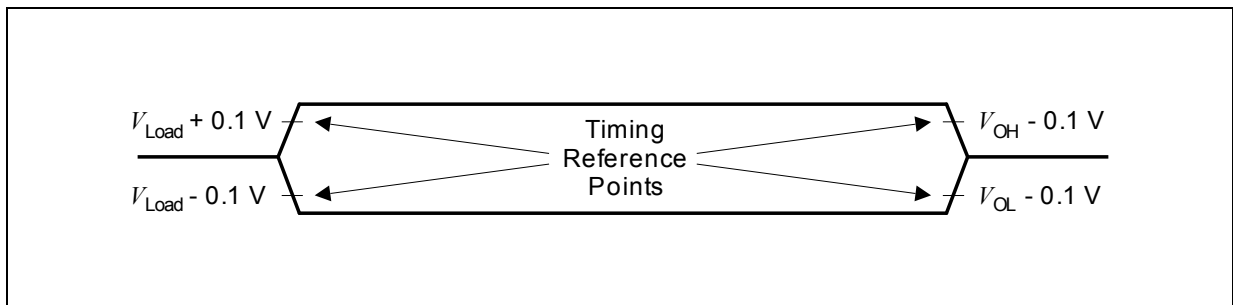 V_Load + 0.1 V
V_Load - 0.1 V
Timing
Reference
Points
V_OH - 0.1 V
V_OL - 0.1 V